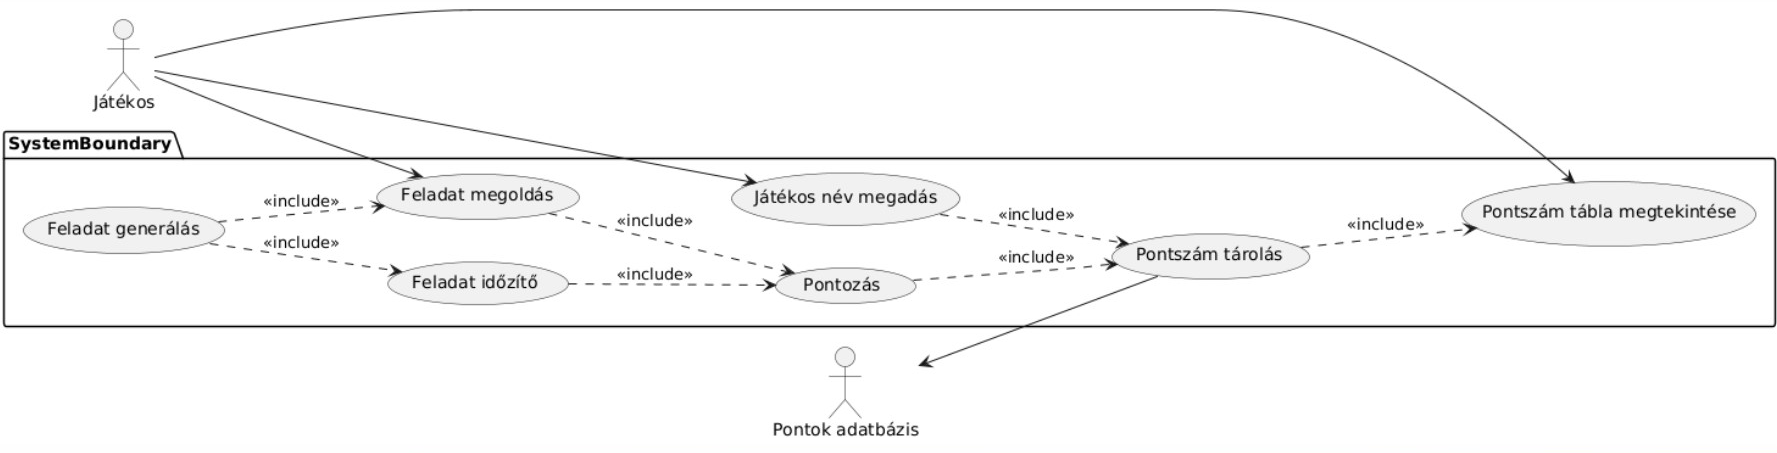 Játékos
SystemBoundary
Feladat generálás
«include»
«include»
Feladat megoldás
Feladat időzítő
«include»
«include»
Játékos név megadás
Pontozás
«include»
«include»
Pontszám tárolás
«include»
Pontszám tábla megtekintése
Pontok adatbázis